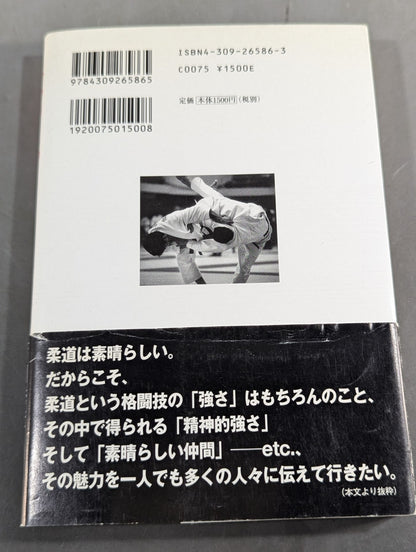 9784309265865
1920075015008
ISBN4-309-26586-3
C0075 ¥1500E
定価 本体1500円（税別）
柔道は素晴らしい。
だからこそ、
柔道という格闘技の「強さ」はもちろんのこと、
その中で得られる「精神的強さ」
そして「素晴らしい仲間」──etc.、
その魅力を一人でも多くの人々に伝えて行きたい。
（本文より抜粋）